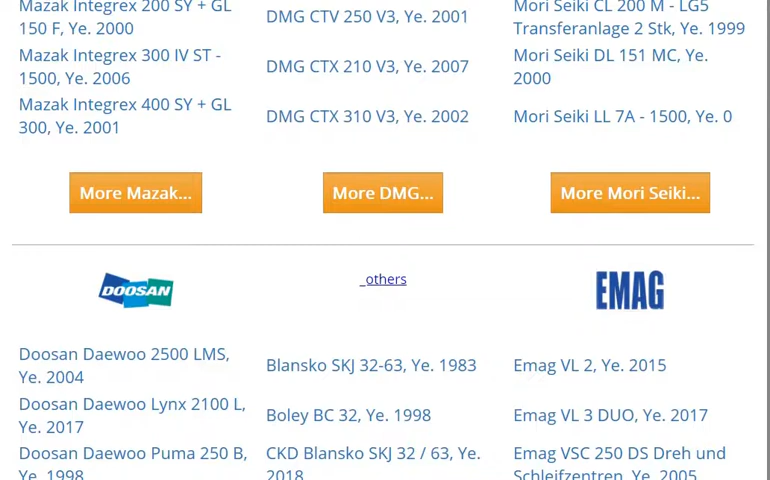 Mazak Integrex 200 SY + GL
150 F, Ye. 2000
Mazak Integrex 300 IV ST -
1500, Ye. 2006
Mazak Integrex 400 SY + GL
300, Ye. 2001
More Mazak...
DMG CTV 250 V3, Ye. 2001
DMG CTX 210 V3, Ye. 2007
DMG CTX 310 V3, Ye. 2002
More DMG...
Mori Seiki CL 200 M - LG5
Transferanlage 2 Stk, Ye. 1999
Mori Seiki DL 151 MC, Ye.
2000
Mori Seiki LL 7A - 1500, Ye. 0
More Mori Seiki...
DOOSAN
Doosan Daewoo 2500 LMS,
Ye. 2004
Doosan Daewoo Lynx 2100 L,
Ye. 2017
Doosan Daewoo Puma 250 B,
Ye. 1998
_others
Blansko SKJ 32-63, Ye. 1983
Boley BC 32, Ye. 1998
CKD Blansko SKJ 32 / 63, Ye.
2018
EMAG
Emag VL 2, Ye. 2015
Emag VL 3 DUO, Ye. 2017
Emag VSC 250 DS Dreh und
Schleifzentren, Ye. 2005